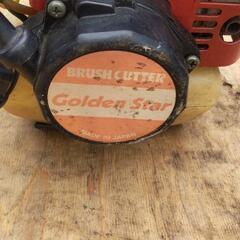 BRUSH CUTTER
Golden Star
MADE IN JAPAN